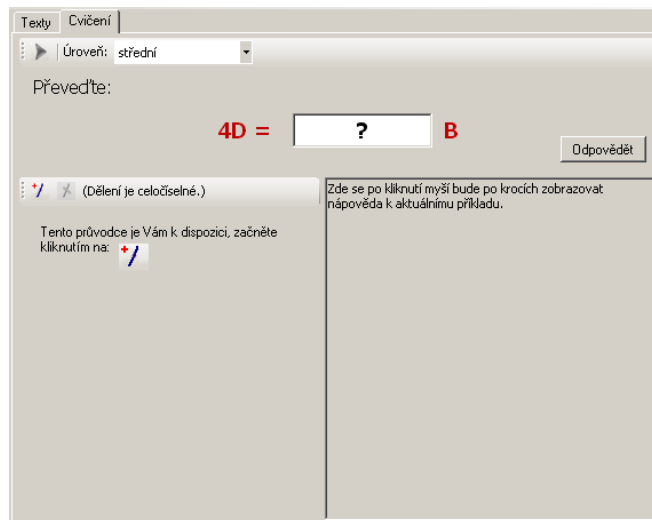 Texty Cvičení
Úroveň: střední
Převeďte:
4D = ? B
Odpovědět
(Dělení je celočíselné.)
Tento průvodce je Vám k dispozici, začněte
kliknutím na:
Zde se po kliknutí myší bude po krocích zobrazovat
nápověda k aktuálnímu příkladu.